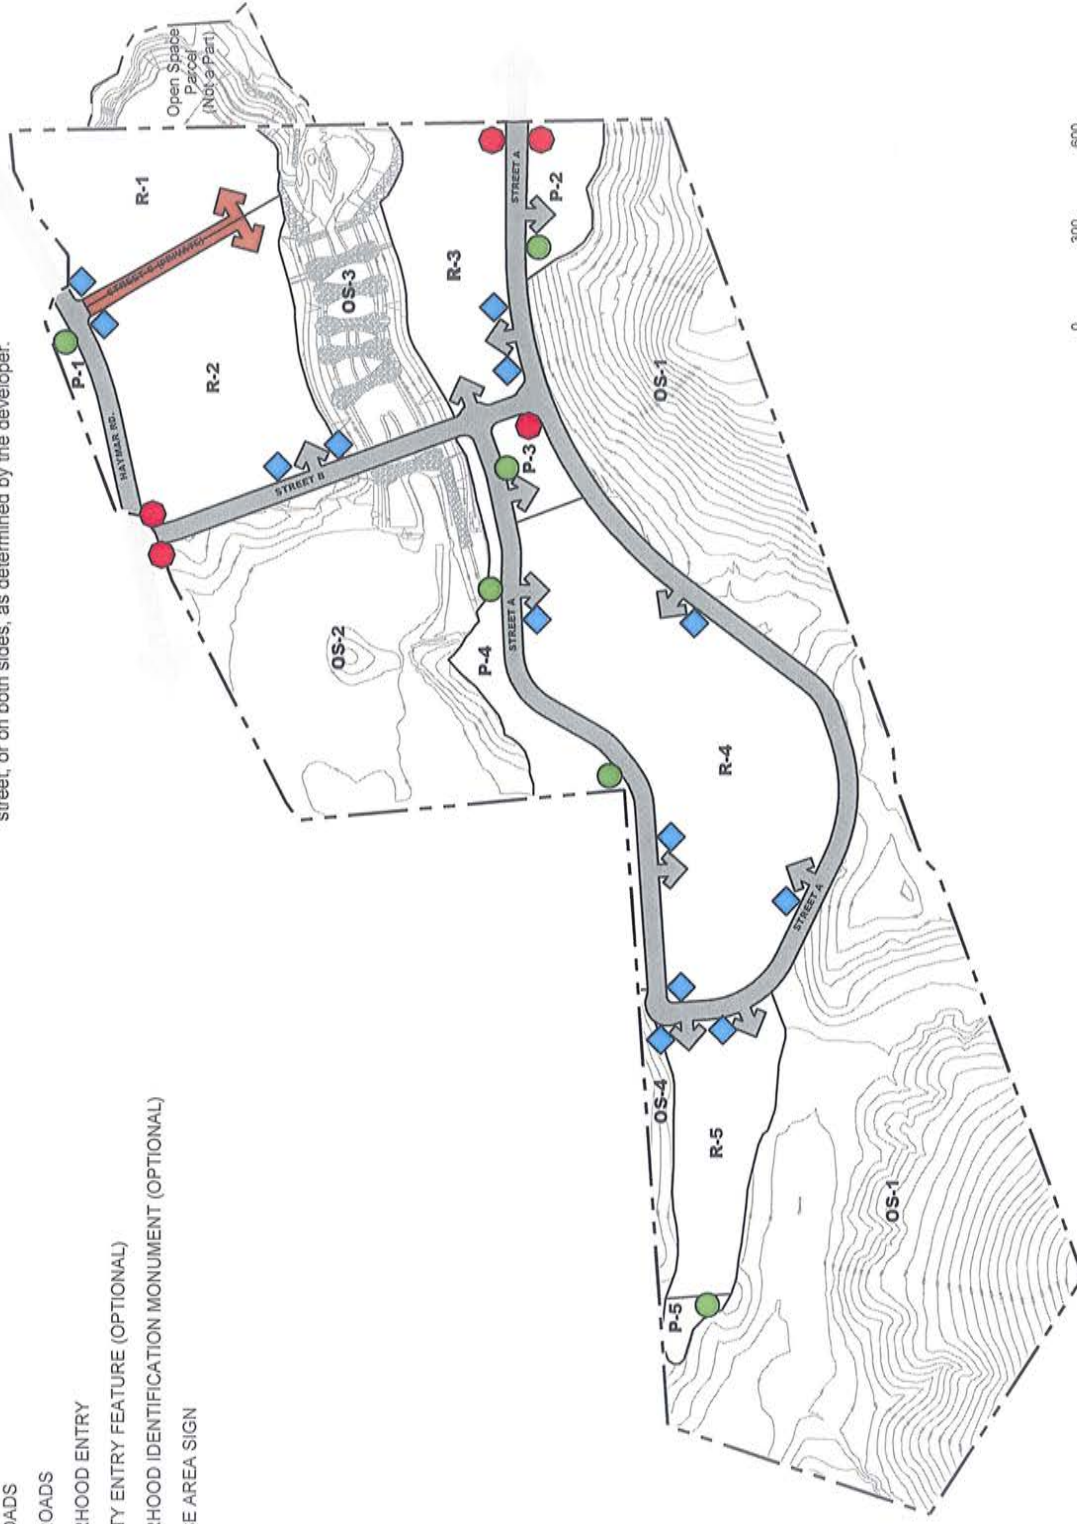 street, or on both sides, as determined by the developer.
OADS
OADS
RHOOD ENTRY
TY ENTRY FEATURE (OPTIONAL)
RHOOD IDENTIFICATION MONUMENT (OPTIONAL)
E AREA SIGN
Open Space
Parcel
(Not a Part)
R-1
P-1
HAYMAR RD.
R-2
STREET B
OS-3
R-3
STREET A
P-2
OS-1
P-3
OS-2
P-4
STREET A
R-4
STREET A
OS-4
R-5
P-5
OS-1
0
300
600